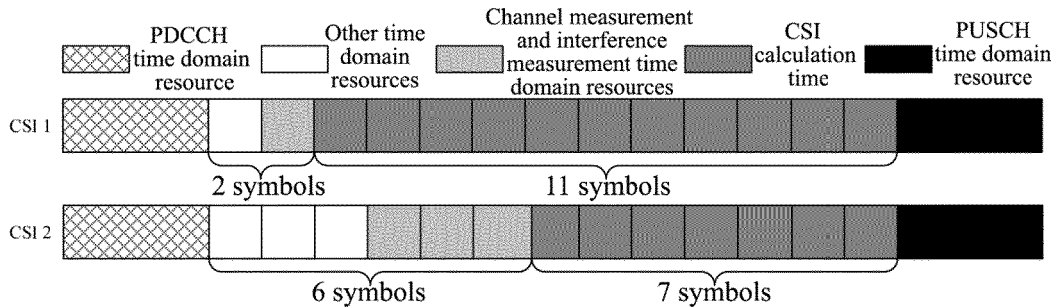 PDCCH
time domain
resource
Other time
domain
resources
Channel measurement
and interference
measurement time
domain resources
CSI
calculation
time
PUSCH
time domain
resource
CSI 1
2 symbols
11 symbols
CSI 2
6 symbols
7 symbols